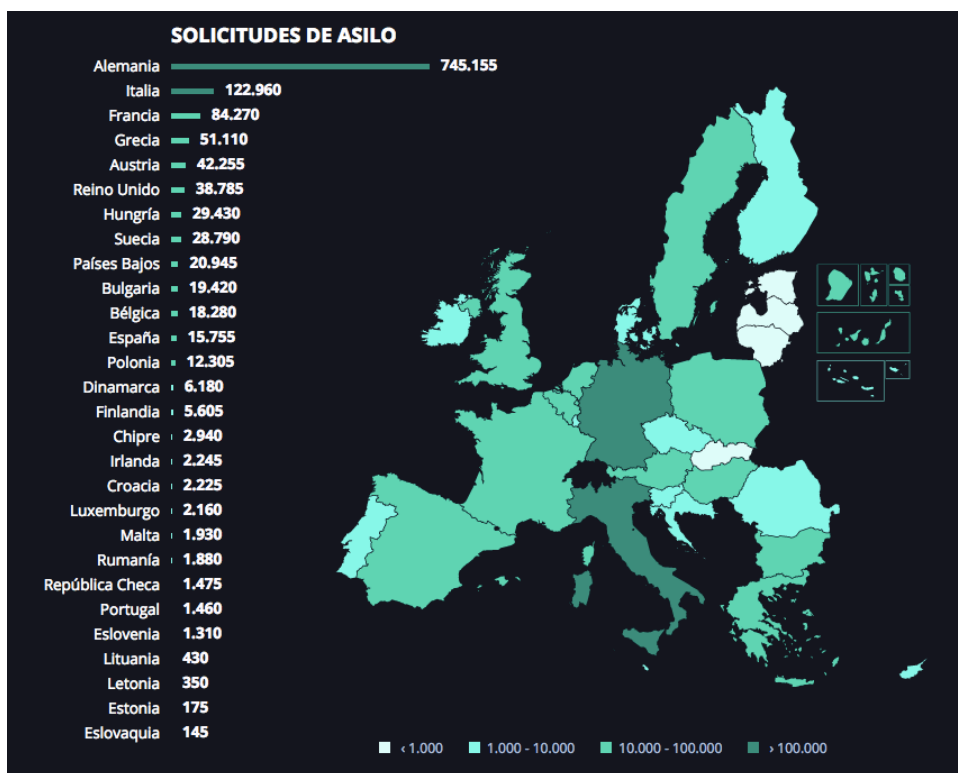 SOLICITUDES DE ASILO
Alemania 745.155
Italia 122.960
Francia 84.270
Grecia 51.110
Austria 42.255
Reino Unido 38.785
Hungría 29.430
Suecia 28.790
Países Bajos 20.945
Bulgaria 19.420
Bélgica 18.280
España 15.755
Polonia 12.305
Dinamarca 6.180
Finlandia 5.605
Chipre 2.940
Irlanda 2.245
Croacia 2.225
Luxemburgo 2.160
Malta 1.930
Rumanía 1.880
República Checa 1.475
Portugal 1.460
Eslovenia 1.310
Lituania 430
Letonia 350
Estonia 175
Eslovaquia 145
‹ 1.000 1.000 - 10.000 10.000 - 100.000 › 100.000